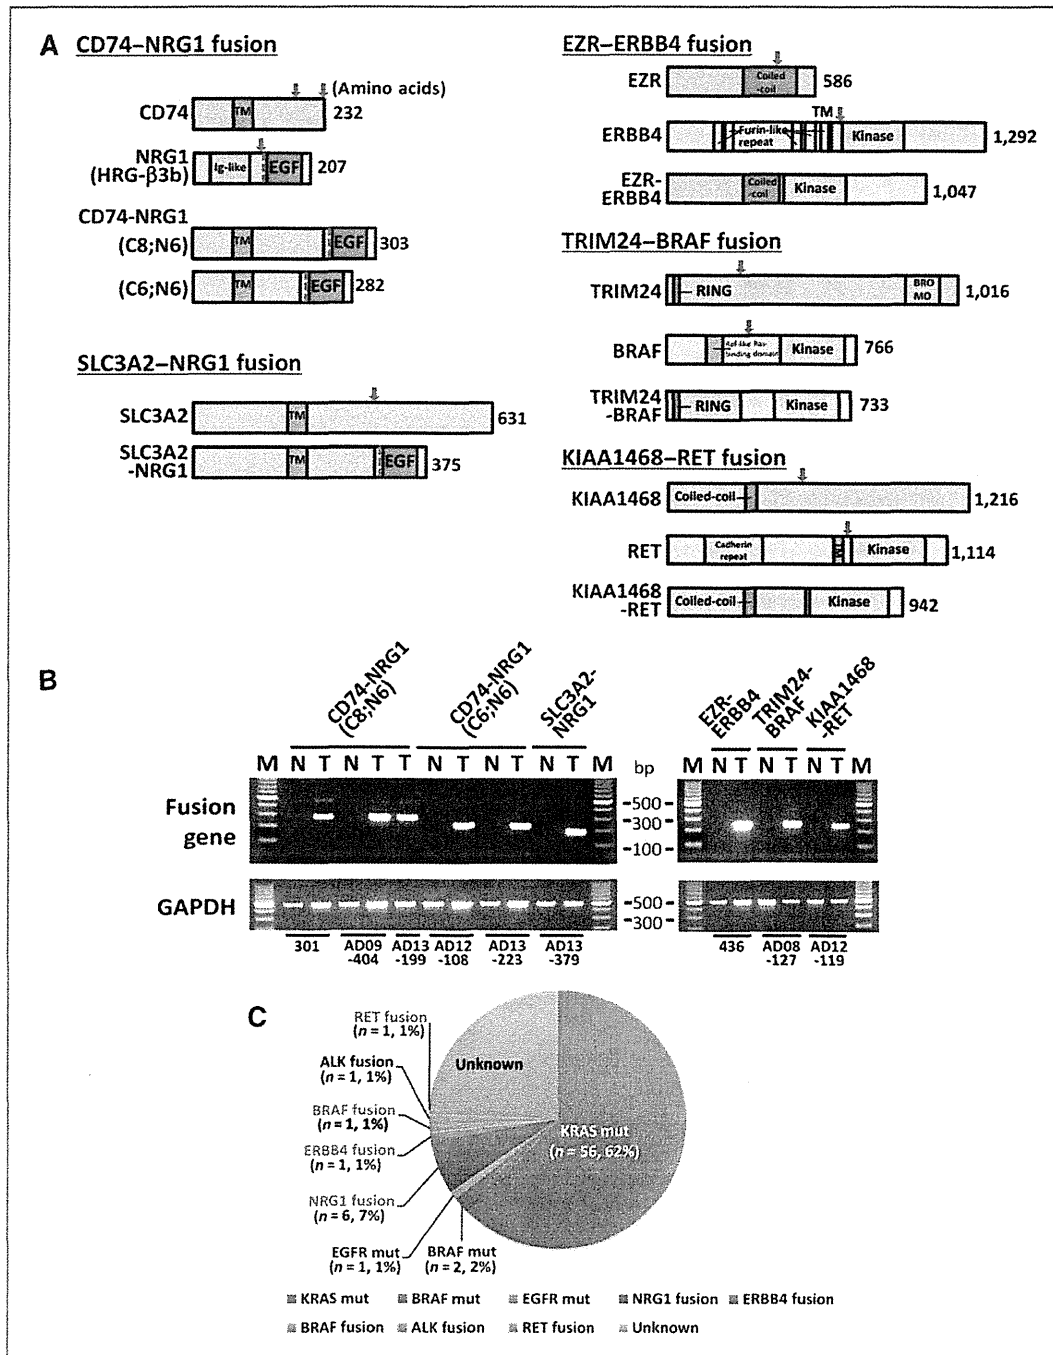 A
CD74–NRG1 fusion
(Amino acids)
CD74
TM
232
NRG1
(HRG-β3b)
Ig-like
EGF
207
CD74-NRG1
(C8;N6)
TM
EGF
303
(C6;N6)
TM
EGF
282
SLC3A2–NRG1 fusion
SLC3A2
TM
631
SLC3A2
-NRG1
TM
EGF
375
EZR–ERBB4 fusion
EZR
Coiled
-coil
586
TM
ERBB4
Furin-like
repeat
Kinase
1,292
EZR-
ERBB4
Coiled
-coil
Kinase
1,047
TRIM24–BRAF fusion
TRIM24
RING
BRO
MO
1,016
BRAF
Raf-like Ras-
binding domain
Kinase
766
TRIM24
-BRAF
RING
Kinase
733
KIAA1468–RET fusion
KIAA1468
Coiled-coil
1,216
RET
Cadherin
repeat
TM
Kinase
1,114
KIAA1468
-RET
Coiled-coil
Kinase
942
B
CD74-NRG1
(C8;N6)
CD74-NRG1
(C6;N6)
SLC3A2-
NRG1
EZR-
ERBB4
TRIM24-
BRAF
KIAA1468
-RET
M N T N T T N T N T N T M bp M N T N T N T M
Fusion
gene
-500-
-300-
-100-
GAPDH
-500-
-300-
301
AD09
-404
AD13
-199
AD12
-108
AD13
-223
AD13
-379
436
AD08
-127
AD12
-119
C
RET fusion
(n = 1, 1%)
ALK fusion
(n = 1, 1%)
BRAF fusion
(n = 1, 1%)
ERBB4 fusion
(n = 1, 1%)
NRG1 fusion
(n = 6, 7%)
EGFR mut
(n = 1, 1%)
BRAF mut
(n = 2, 2%)
Unknown
KRAS mut
(n = 56, 62%)
KRAS mut BRAF mut EGFR mut NRG1 fusion ERBB4 fusion
BRAF fusion ALK fusion RET fusion Unknown